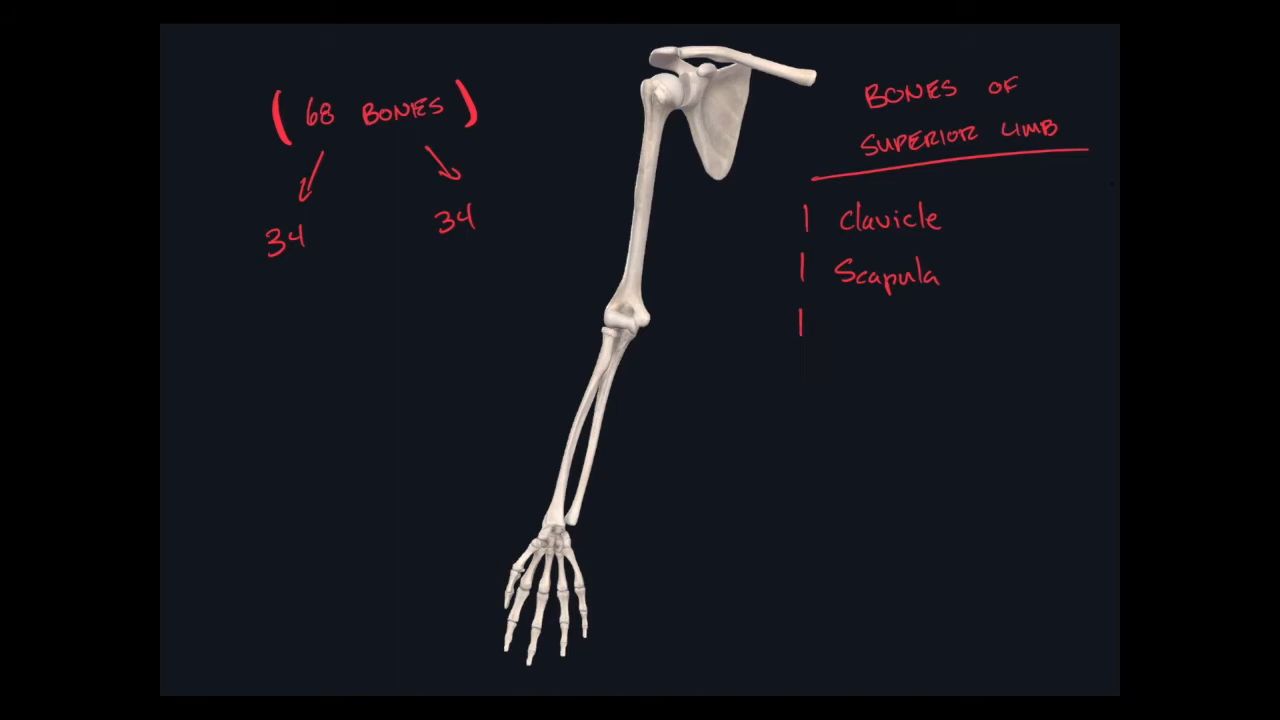 ( 68 BONES )
34 34
BONES OF
SUPERIOR LIMB
1 Clavicle
1 Scapula
1